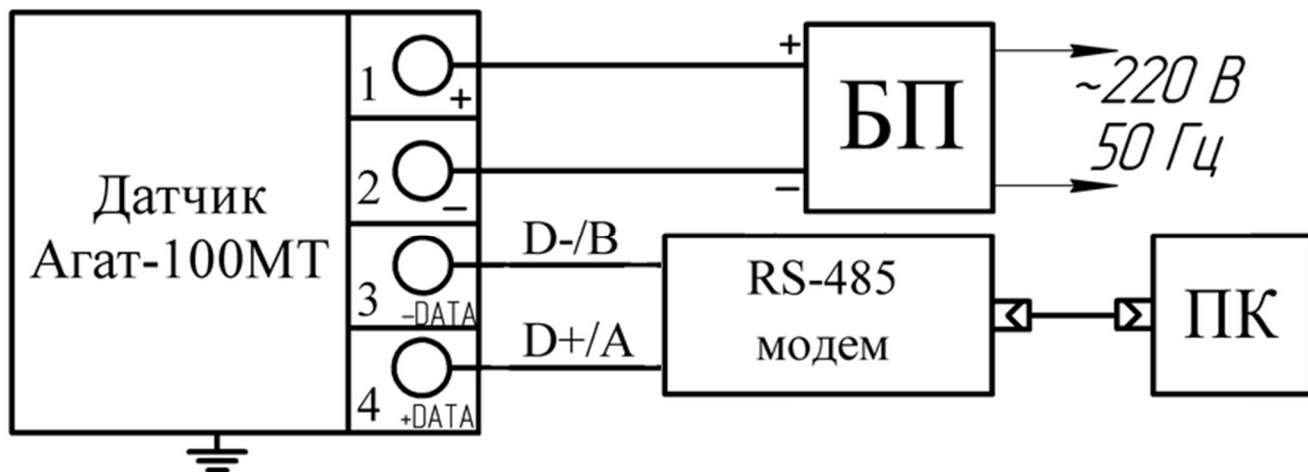 Датчик
Агат-100МТ
1
+
2
–
3
–DATA
4
+DATA
D-/B
D+/A
+
–
БП
~220 В
50 Гц
RS-485
модем
ПК